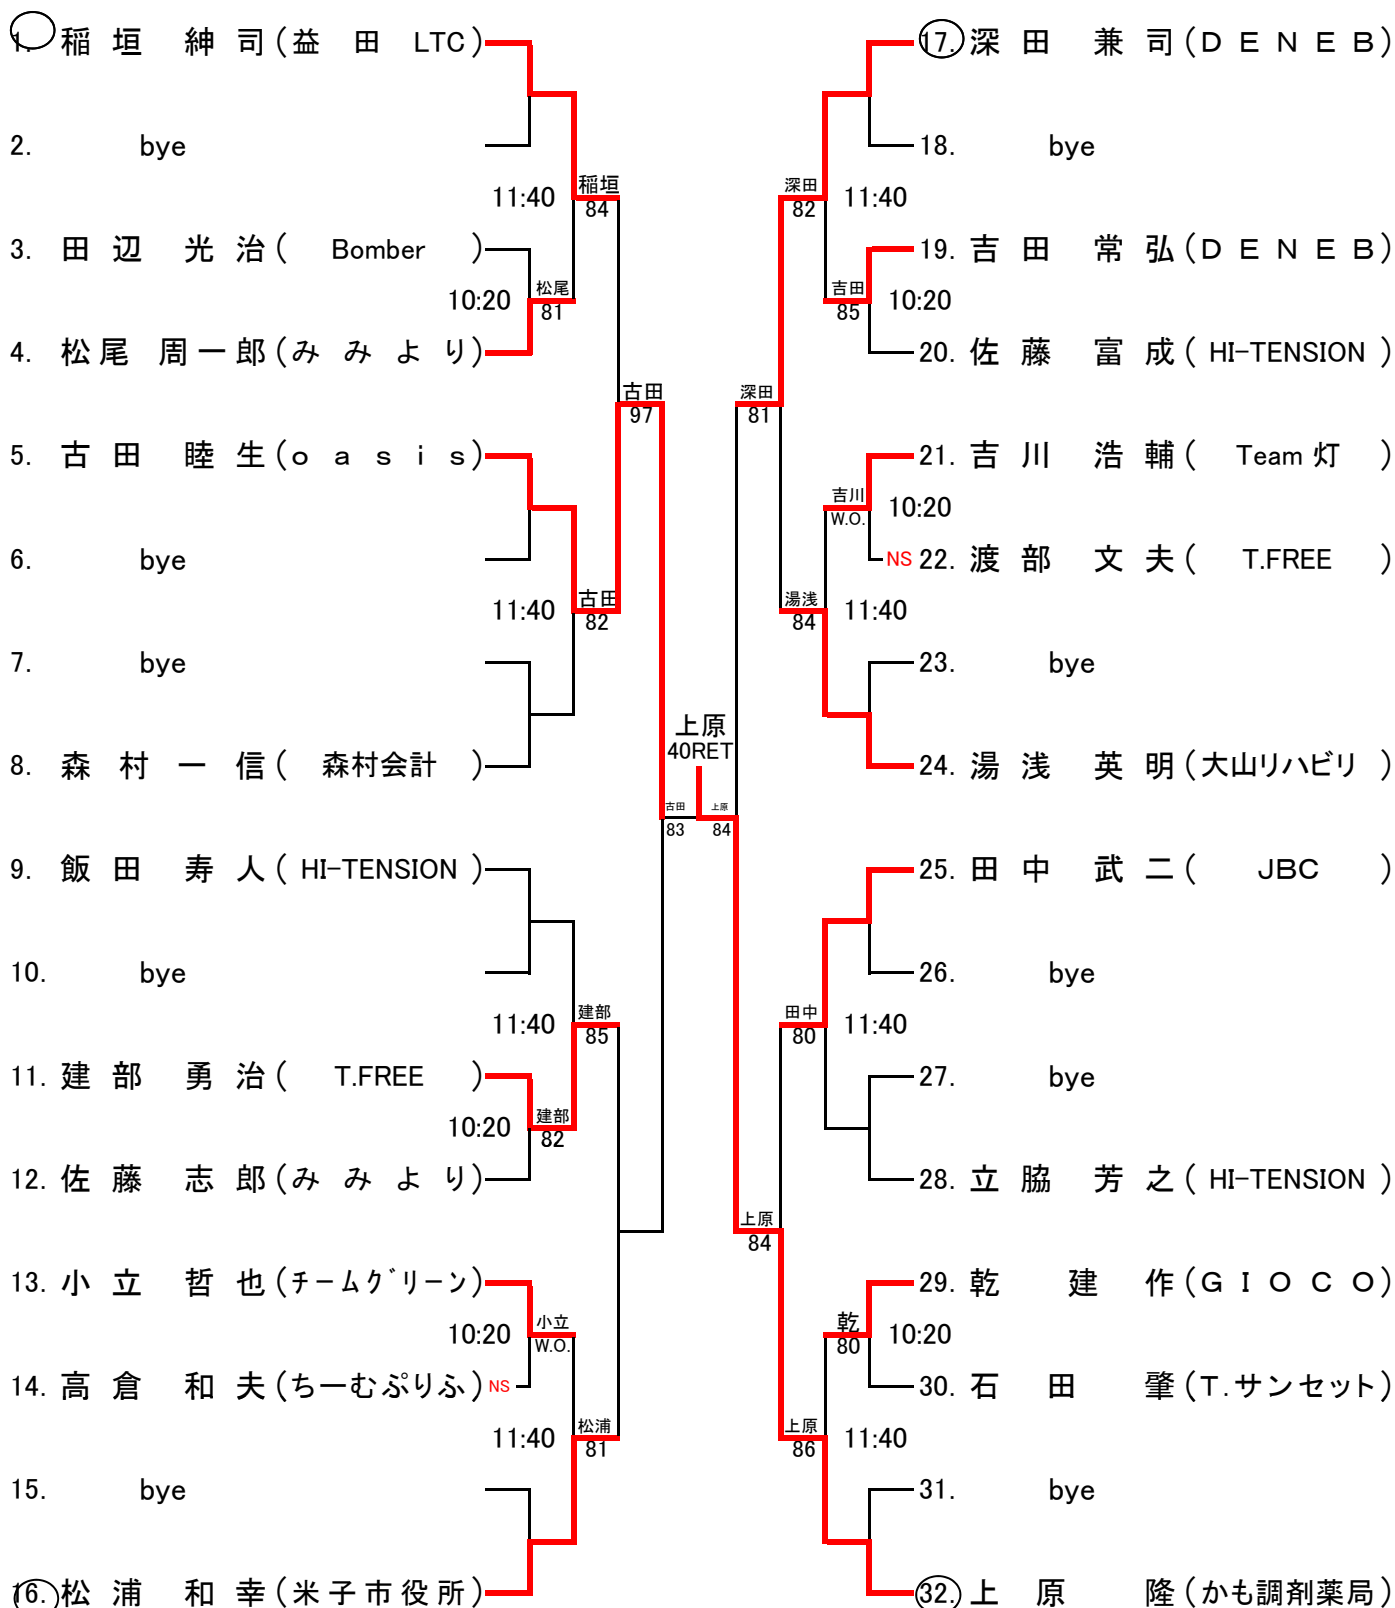 1. 稲垣 紳司(益田 LTC)
2. bye
11:40 稲垣
84
3. 田辺 光治( Bomber )
10:20 松尾
81
4. 松尾 周一郎(みみより)
古田
97
5. 古田 睦生(oasis)
6. bye
11:40 古田
82
7. bye
8. 森村 一信( 森村会計 )
古田
83
9. 飯田 寿人( HI-TENSION )
10. bye
11:40 建部
85
11. 建部 勇治( T.FREE )
10:20 建部
82
12. 佐藤 志郎(みみより)
13. 小立 哲也(チームグリーン)
10:20 小立
W.O.
14. 高倉 和夫(ちーむぷりふ) NS
11:40 松浦
81
15. bye
16. 松浦 和幸(米子市役所)
上原
40RET
17. 深田 兼司(DENEB)
18. bye
深田 11:40
82
19. 吉田 常弘(DENEB)
吉田 10:20
85
20. 佐藤 富成( HI-TENSION )
深田
81
21. 吉川 浩輔( Team 灯 )
吉川 10:20
W.O.
NS 22. 渡部 文夫( T.FREE )
湯浅 11:40
84
23. bye
24. 湯浅 英明(大山リハビリ )
上原
84
25. 田中 武二( JBC )
26. bye
田中 11:40
80
27. bye
28. 立脇 芳之( HI-TENSION )
上原
84
29. 乾 建作(GIOCO)
乾 10:20
80
30. 石田 肇(T.サンセット)
上原 11:40
86
31. bye
32. 上原 隆(かも調剤薬局)